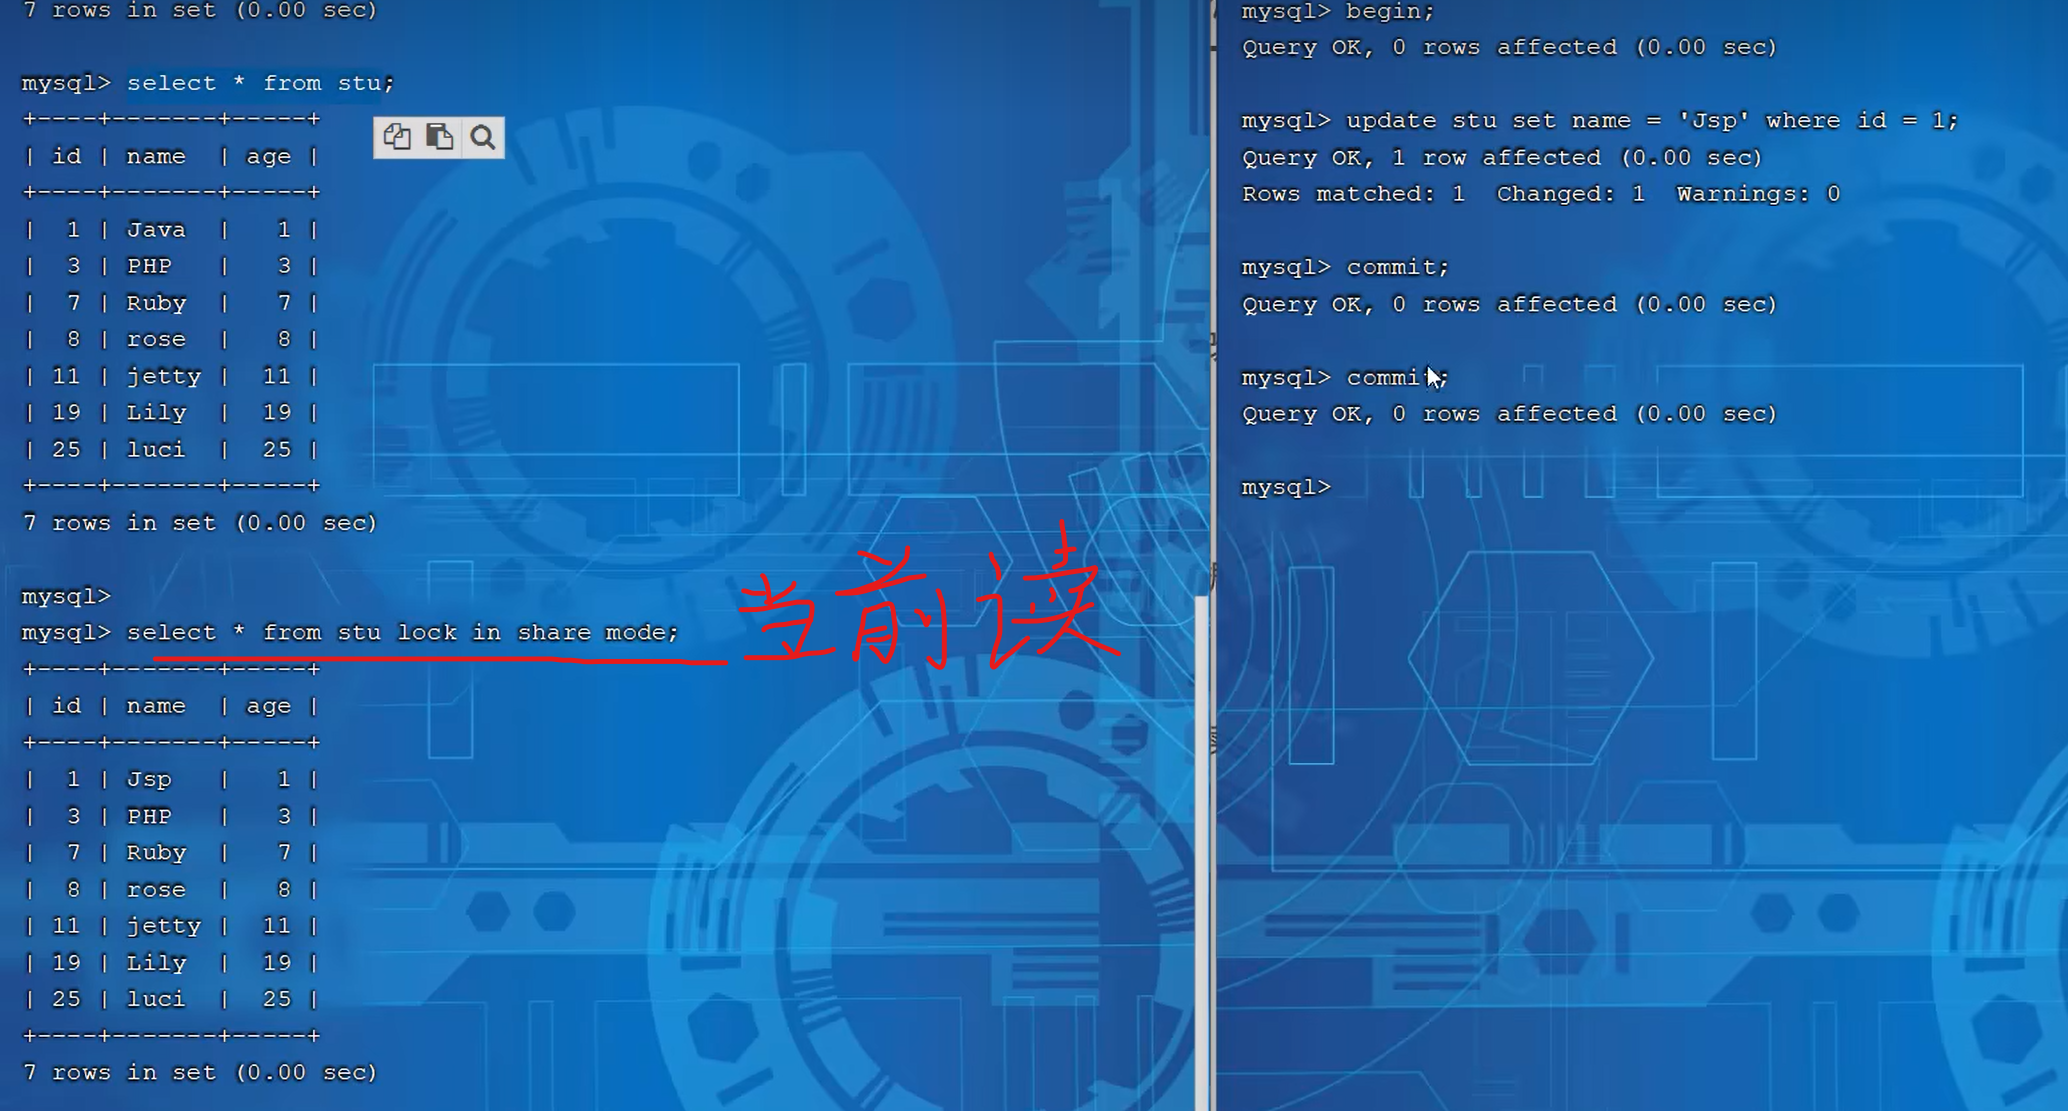 7 rows in set (0.00 sec)
mysql> select * from stu;
+----+-------+-----+
| id | name  | age |
+----+-------+-----+
|  1 | Java  |   1 |
|  3 | PHP   |   3 |
|  7 | Ruby  |   7 |
|  8 | rose  |   8 |
| 11 | jetty |  11 |
| 19 | Lily  |  19 |
| 25 | luci  |  25 |
+----+-------+-----+
7 rows in set (0.00 sec)
mysql>
mysql> select * from stu lock in share mode;
当前读
+----+-------+-----+
| id | name  | age |
+----+-------+-----+
|  1 | Jsp   |   1 |
|  3 | PHP   |   3 |
|  7 | Ruby  |   7 |
|  8 | rose  |   8 |
| 11 | jetty |  11 |
| 19 | Lily  |  19 |
| 25 | luci  |  25 |
+----+-------+-----+
7 rows in set (0.00 sec)
mysql> begin;
Query OK, 0 rows affected (0.00 sec)
mysql> update stu set name = 'Jsp' where id = 1;
Query OK, 1 row affected (0.00 sec)
Rows matched: 1  Changed: 1  Warnings: 0
mysql> commit;
Query OK, 0 rows affected (0.00 sec)
mysql> commit;
Query OK, 0 rows affected (0.00 sec)
mysql>